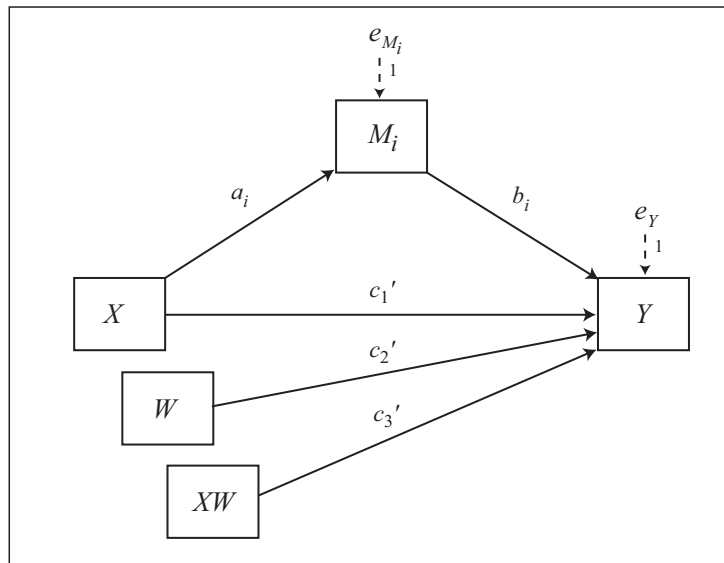 e_{M_i}
1
M_i
a_i
b_i
e_Y
1
X
c_1′
Y
c_2′
W
c_3′
XW